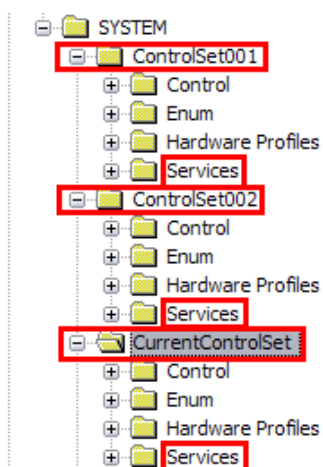 SYSTEM
ControlSet001
Control
Enum
Hardware Profiles
Services
ControlSet002
Control
Enum
Hardware Profiles
Services
CurrentControlSet
Control
Enum
Hardware Profiles
Services